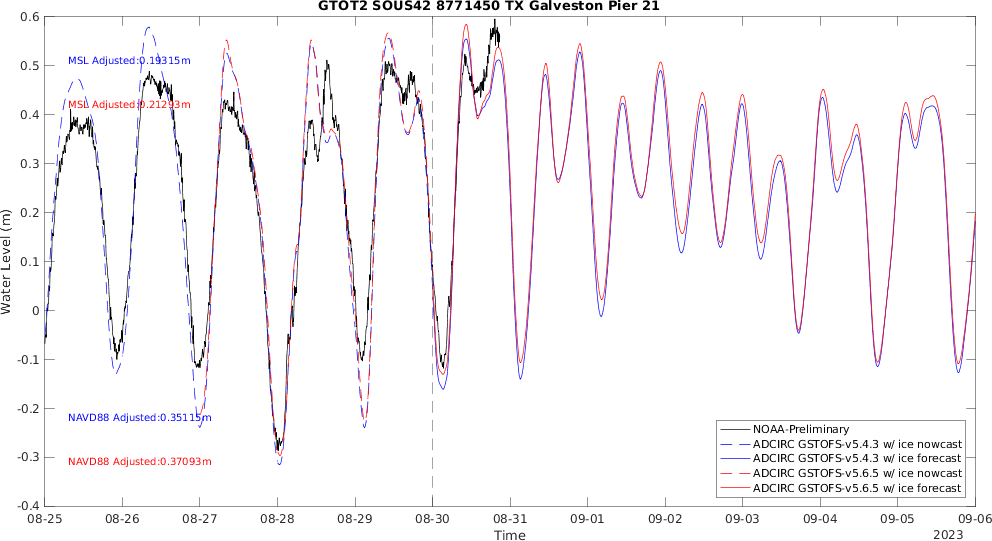 GTOT2 SOUS42 8771450 TX Galveston Pier 21
0.6
0.5
0.4
0.3
0.2
0.1
0
-0.1
-0.2
-0.3
-0.4
Water Level (m)
MSL Adjusted:0.19315m
MSL Adjusted:0.21293m
NAVD88 Adjusted:0.35115m
NAVD88 Adjusted:0.37093m
NOAA-Preliminary
ADCIRC GSTOFS-v5.4.3 w/ ice nowcast
ADCIRC GSTOFS-v5.4.3 w/ ice forecast
ADCIRC GSTOFS-v5.6.5 w/ ice nowcast
ADCIRC GSTOFS-v5.6.5 w/ ice forecast
08-25 08-26 08-27 08-28 08-29 08-30 08-31 09-01 09-02 09-03 09-04 09-05 09-06
Time
2023